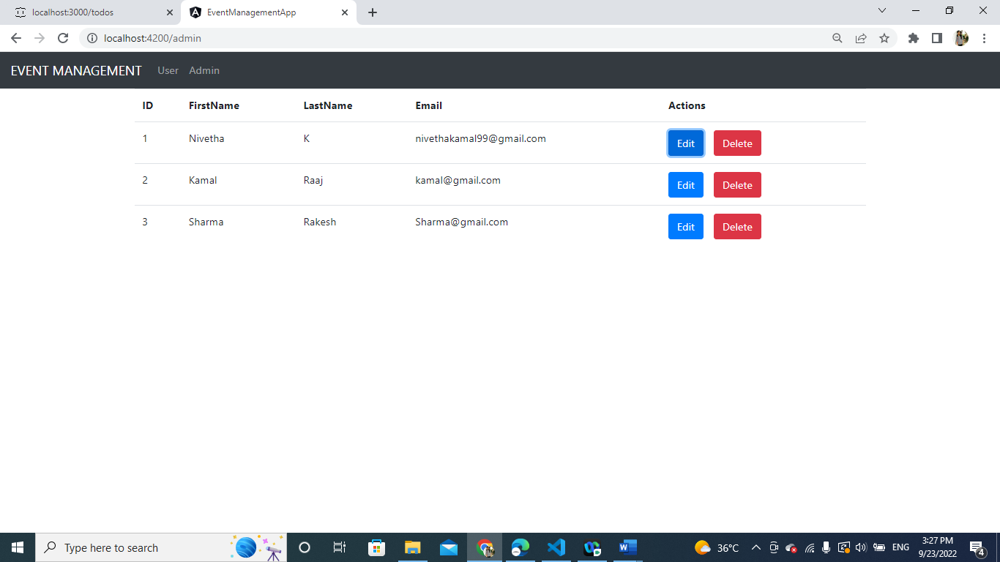 localhost:3000/todos EventManagementApp
localhost:4200/admin
EVENT MANAGEMENT User Admin
ID FirstName LastName Email Actions
1 Nivetha K nivethakamal99@gmail.com Edit Delete
2 Kamal Raaj kamal@gmail.com Edit Delete
3 Sharma Rakesh Sharma@gmail.com Edit Delete
Type here to search 36°C ENG 3:27 PM
9/23/2022 4